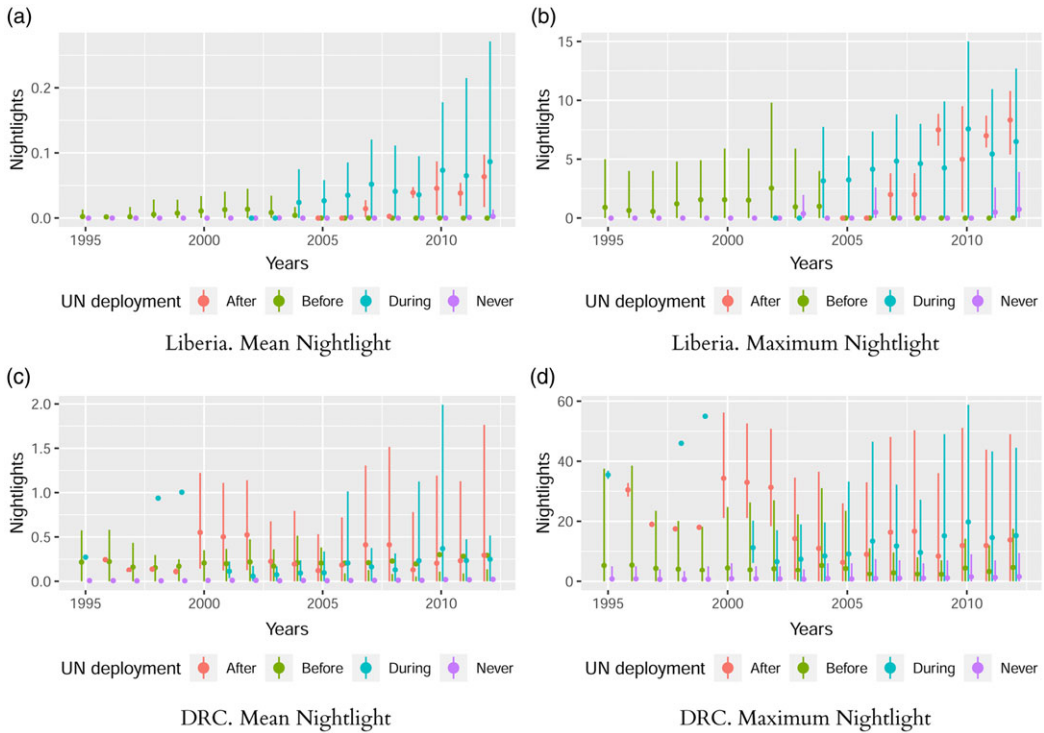 (a)
Nightlights
0.2
0.1
0.0
1995 2000 2005 2010
Years
UN deployment After Before During Never
Liberia. Mean Nightlight
(b)
Nightlights
15
10
5
0
1995 2000 2005 2010
Years
UN deployment After Before During Never
Liberia. Maximum Nightlight
(c)
Nightlights
2.0
1.5
1.0
0.5
0.0
1995 2000 2005 2010
Years
UN deployment After Before During Never
DRC. Mean Nightlight
(d)
Nightlights
60
40
20
0
1995 2000 2005 2010
Years
UN deployment After Before During Never
DRC. Maximum Nightlight